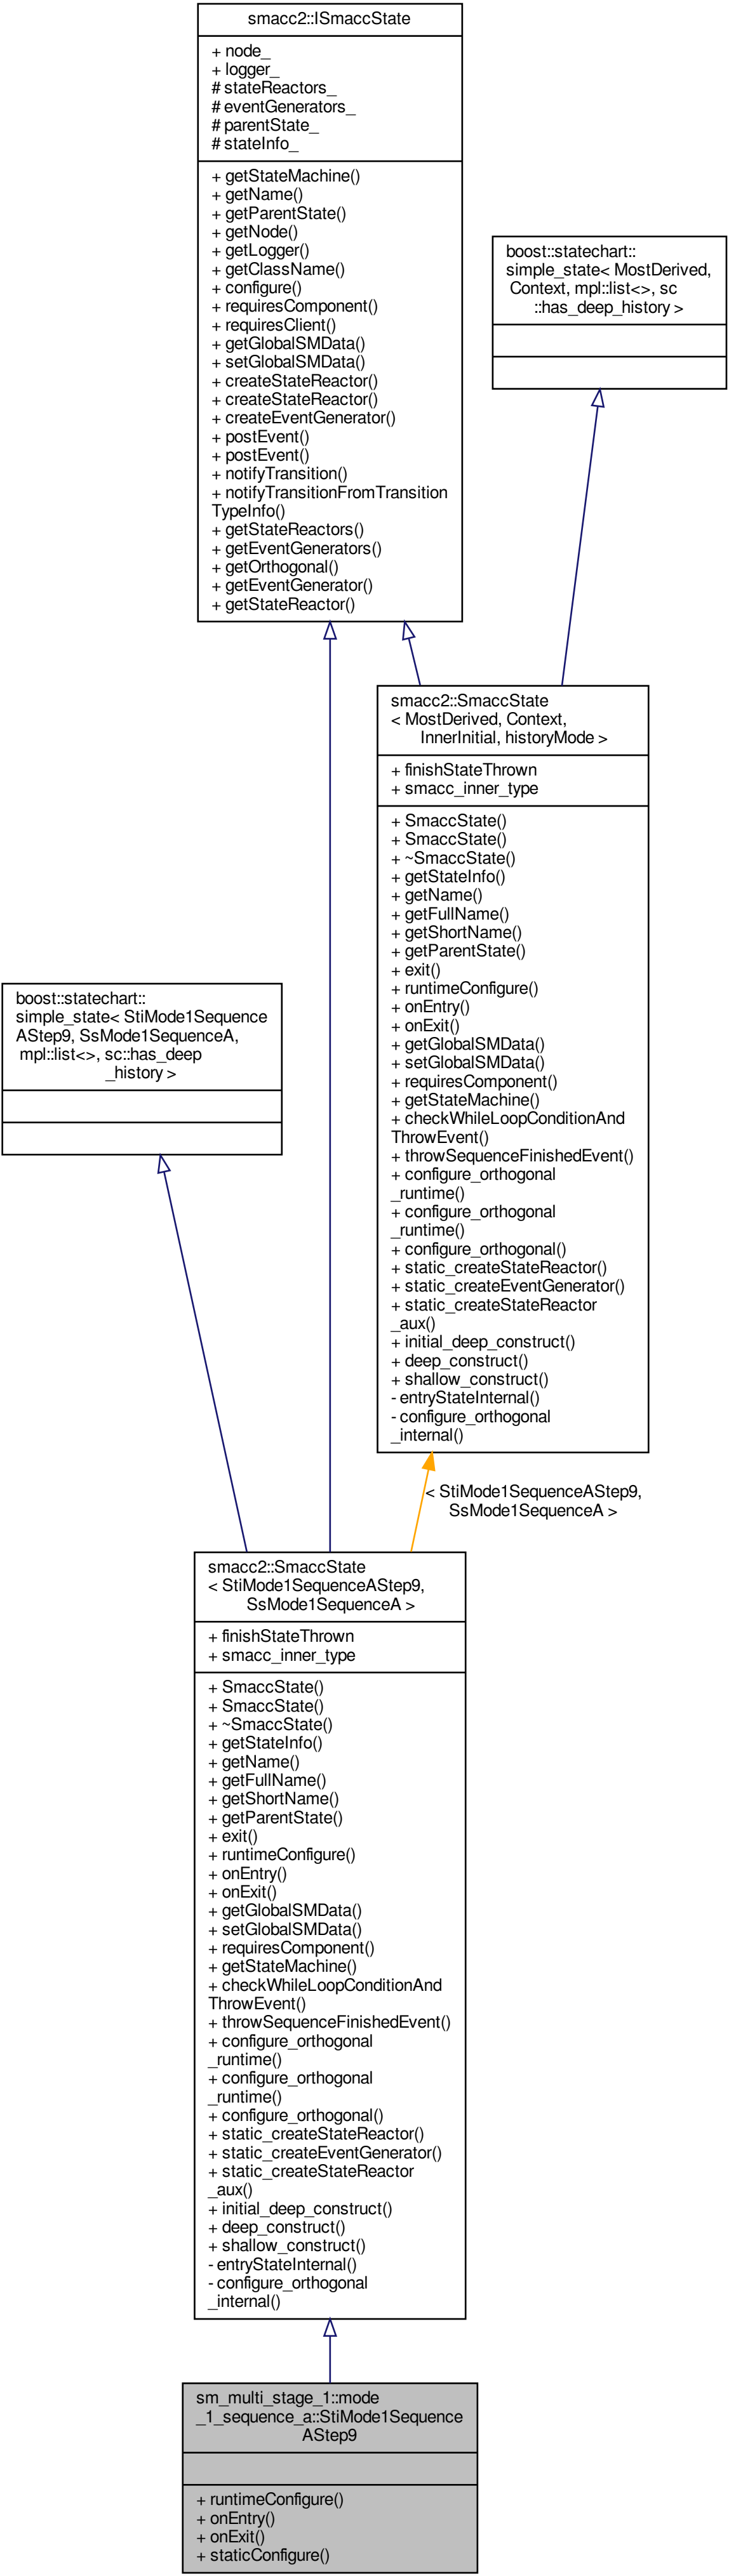 smacc2::ISmaccState
+ node_
+ logger_
# stateReactors_
# eventGenerators_
# parentState_
# stateInfo_
+ getStateMachine()
+ getName()
+ getParentState()
+ getNode()
+ getLogger()
+ getClassName()
+ configure()
+ requiresComponent()
+ requiresClient()
+ getGlobalSMData()
+ setGlobalSMData()
+ createStateReactor()
+ createStateReactor()
+ createEventGenerator()
+ postEvent()
+ postEvent()
+ notifyTransition()
+ notifyTransitionFromTransition
TypeInfo()
+ getStateReactors()
+ getEventGenerators()
+ getOrthogonal()
+ getEventGenerator()
+ getStateReactor()
boost::statechart::
simple_state< MostDerived,
Context, mpl::list<>, sc
::has_deep_history >
smacc2::SmaccState
< MostDerived, Context,
InnerInitial, historyMode >
+ finishStateThrown
+ smacc_inner_type
+ SmaccState()
+ SmaccState()
+ ~SmaccState()
+ getStateInfo()
+ getName()
+ getFullName()
+ getShortName()
+ getParentState()
+ exit()
+ runtimeConfigure()
+ onEntry()
+ onExit()
+ getGlobalSMData()
+ setGlobalSMData()
+ requiresComponent()
+ getStateMachine()
+ checkWhileLoopConditionAnd
ThrowEvent()
+ throwSequenceFinishedEvent()
+ configure_orthogonal
_runtime()
+ configure_orthogonal
_runtime()
+ configure_orthogonal()
+ static_createStateReactor()
+ static_createEventGenerator()
+ static_createStateReactor
_aux()
+ initial_deep_construct()
+ deep_construct()
+ shallow_construct()
- entryStateInternal()
- configure_orthogonal
_internal()
boost::statechart::
simple_state< StiMode1Sequence
AStep9, SsMode1SequenceA,
mpl::list<>, sc::has_deep
_history >
< StiMode1SequenceAStep9,
SsMode1SequenceA >
smacc2::SmaccState
< StiMode1SequenceAStep9,
SsMode1SequenceA >
+ finishStateThrown
+ smacc_inner_type
+ SmaccState()
+ SmaccState()
+ ~SmaccState()
+ getStateInfo()
+ getName()
+ getFullName()
+ getShortName()
+ getParentState()
+ exit()
+ runtimeConfigure()
+ onEntry()
+ onExit()
+ getGlobalSMData()
+ setGlobalSMData()
+ requiresComponent()
+ getStateMachine()
+ checkWhileLoopConditionAnd
ThrowEvent()
+ throwSequenceFinishedEvent()
+ configure_orthogonal
_runtime()
+ configure_orthogonal
_runtime()
+ configure_orthogonal()
+ static_createStateReactor()
+ static_createEventGenerator()
+ static_createStateReactor
_aux()
+ initial_deep_construct()
+ deep_construct()
+ shallow_construct()
- entryStateInternal()
- configure_orthogonal
_internal()
sm_multi_stage_1::mode
_1_sequence_a::StiMode1Sequence
AStep9
+ runtimeConfigure()
+ onEntry()
+ onExit()
+ staticConfigure()